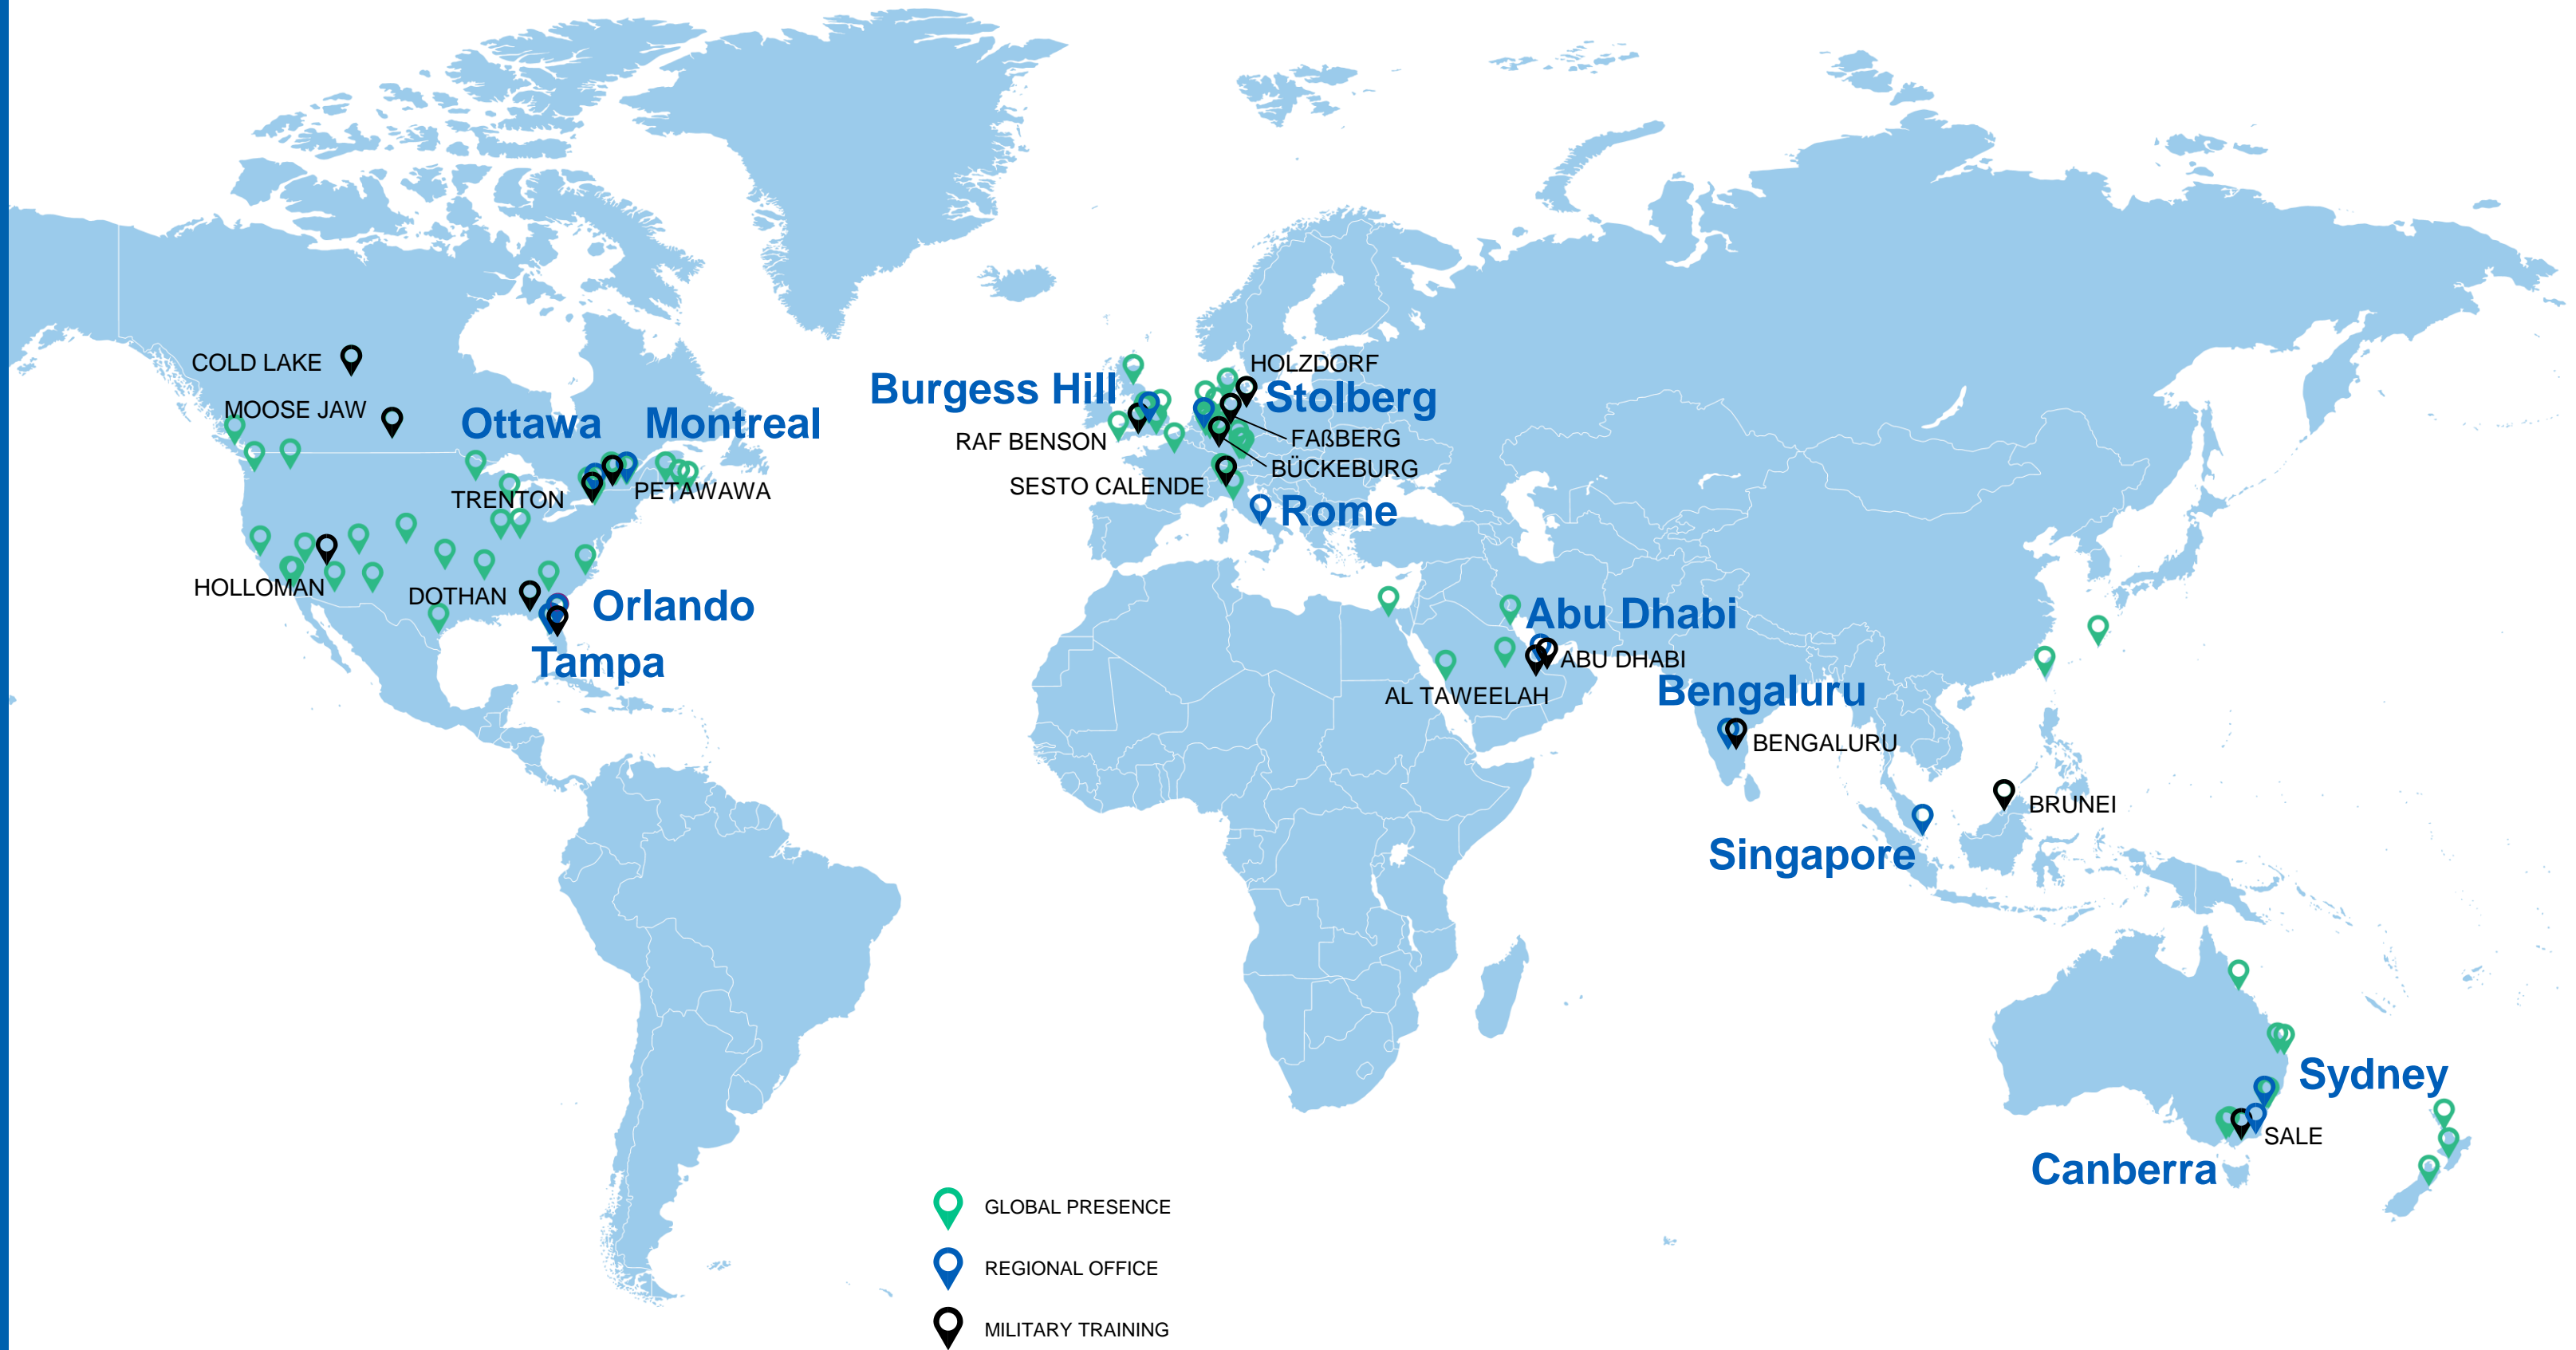 COLD LAKE
MOOSE JAW
Ottawa
Montreal
TRENTON
PETAWAWA
HOLLOMAN
DOTHAN
Orlando
Tampa
Burgess Hill
RAF BENSON
HOLZDORF
Stolberg
FAßBERG
BÜCKEBURG
SESTO CALENDE
Rome
Abu Dhabi
ABU DHABI
AL TAWEELAH
Bengaluru
BENGALURU
BRUNEI
Singapore
Sydney
SALE
Canberra
GLOBAL PRESENCE
REGIONAL OFFICE
MILITARY TRAINING